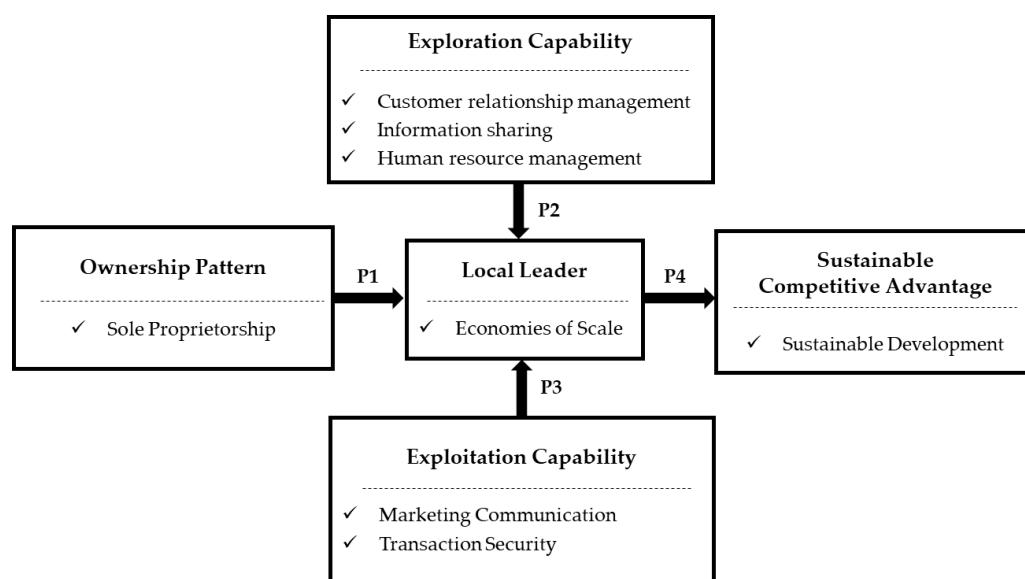 Exploration Capability
✓ Customer relationship management
✓ Information sharing
✓ Human resource management
P2
Ownership Pattern
✓ Sole Proprietorship
P1
Local Leader
✓ Economies of Scale
P4
Sustainable
Competitive Advantage
✓ Sustainable Development
P3
Exploitation Capability
✓ Marketing Communication
✓ Transaction Security